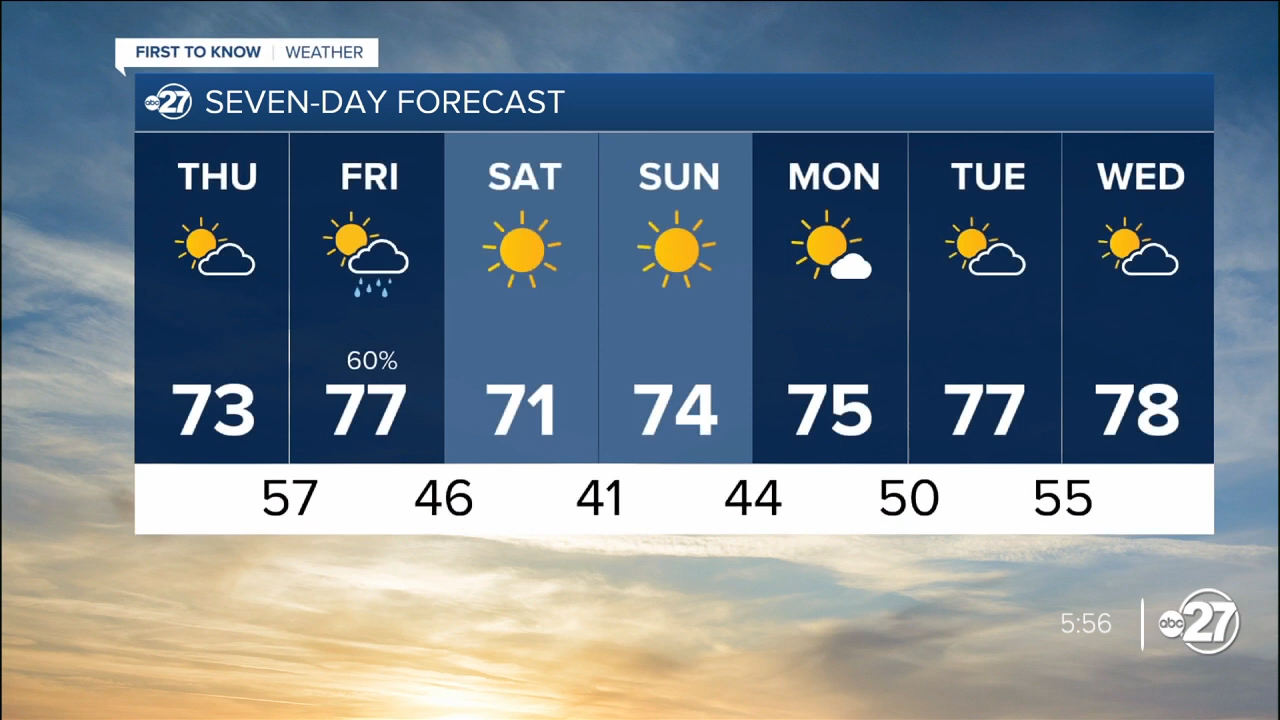 FIRST TO KNOW | WEATHER
abc 27 SEVEN-DAY FORECAST
THU FRI SAT SUN MON TUE WED
60%
73 77 71 74 75 77 78
57 46 41 44 50 55
5:56 abc 27